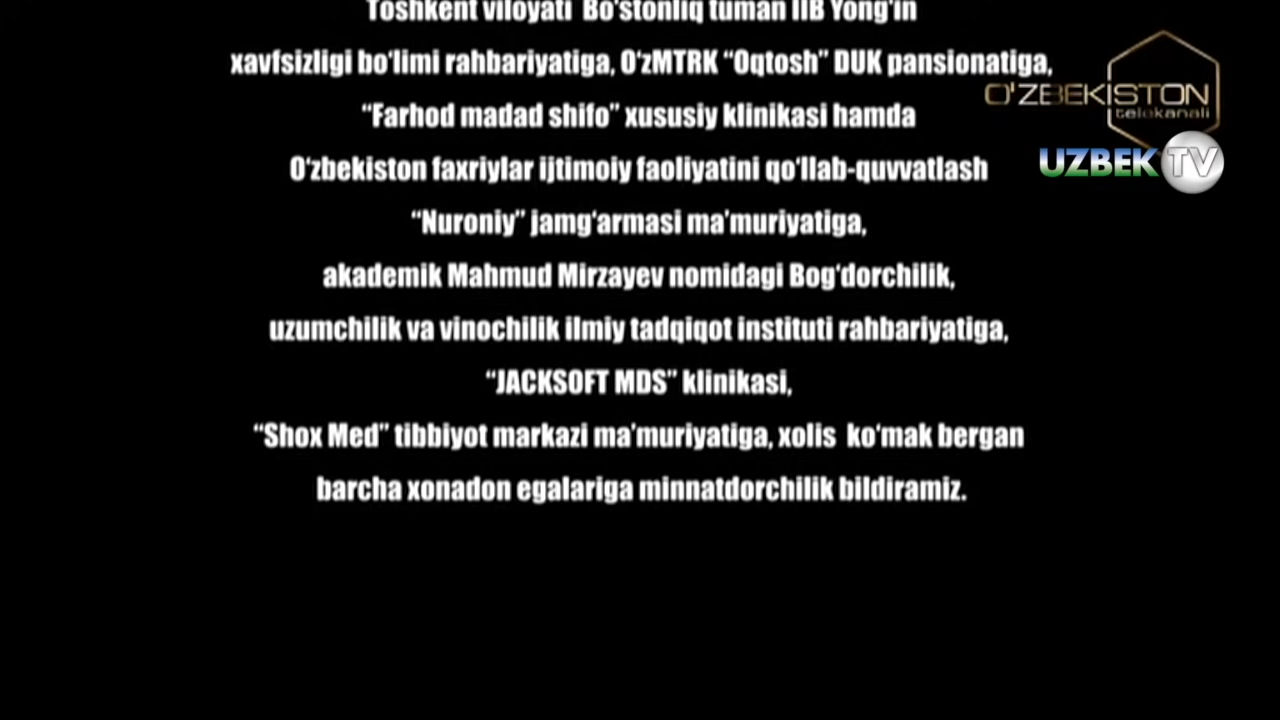 Toshkent viloyati Bo‘stonliq tuman IIB Yong‘in
xavfsizligi bo‘limi rahbariyatiga, O‘zMTRK “Oqtosh” DUK pansionatiga,
“Farhod madad shifo” xususiy klinikasi hamda
O‘zbekiston faxriylar ijtimoiy faoliyatini qo‘llab-quvvatlash
“Nuroniy” jamg‘armasi ma’muriyatiga,
akademik Mahmud Mirzayev nomidagi Bog‘dorchilik,
uzumchilik va vinochilik ilmiy tadqiqot instituti rahbariyatiga,
“JACKSOFT MDS” klinikasi,
“Shox Med” tibbiyot markazi ma’muriyatiga, xolis ko‘mak bergan
barcha xonadon egalariga minnatdorchilik bildiramiz.
O'ZBEKISTON
telekanali
UZBEK TV